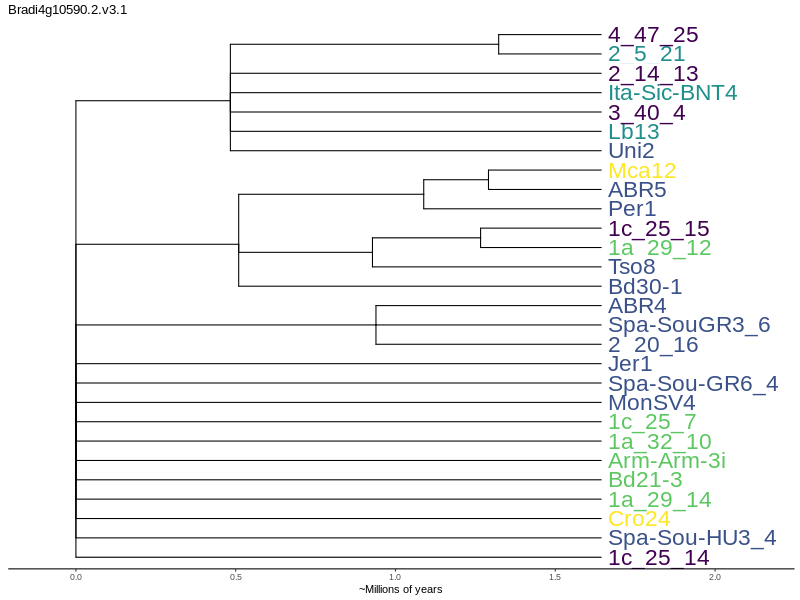 Bradi4g10590.2.v3.1
4_47_25
2_5_21
2_14_13
Ita-Sic-BNT4
3_40_4
Lb13
Uni2
Mca12
ABR5
Per1
1c_25_15
1a_29_12
Tso8
Bd30-1
ABR4
Spa-SouGR3_6
2_20_16
Jer1
Spa-Sou-GR6_4
MonSV4
1c_25_7
1a_32_10
Arm-Arm-3i
Bd21-3
1a_29_14
Cro24
Spa-Sou-HU3_4
1c_25_14
0.0 0.5 1.0 1.5 2.0
~Millions of years